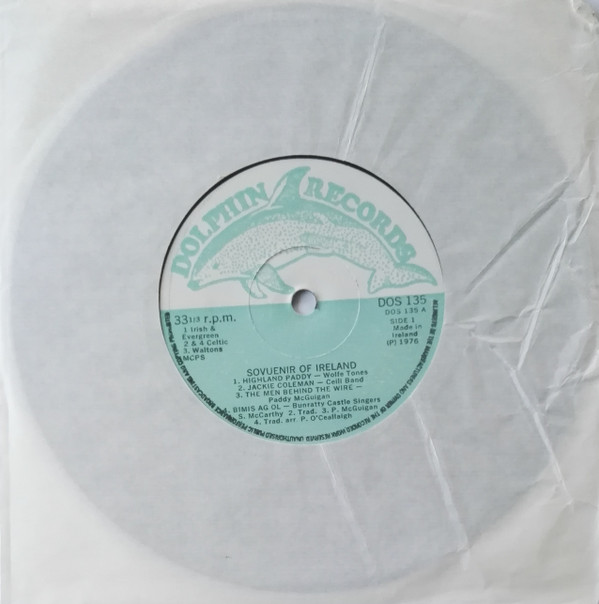 DOLPHIN RECORDS
33 1/3 r.p.m.
1. Irish &
Evergreen
2 & 4 Celtic
3. Waltons
MCPS
DOS 135
DOS 135 A
SIDE 1
Made in
Ireland
(P) 1976
SOVUENIR OF IRELAND
1. HIGHLAND PADDY — Wolfe Tones
2. JACKIE COLEMAN — Ceili Band
3. THE MEN BEHIND THE WIRE —
Paddy McGuigan
4. BIMIS AG OL — Bunratty Castle Singers
S. McCarthy 2. Trad. 3. P. McGuigan
4. Trad. arr P. O'Ceallaigh